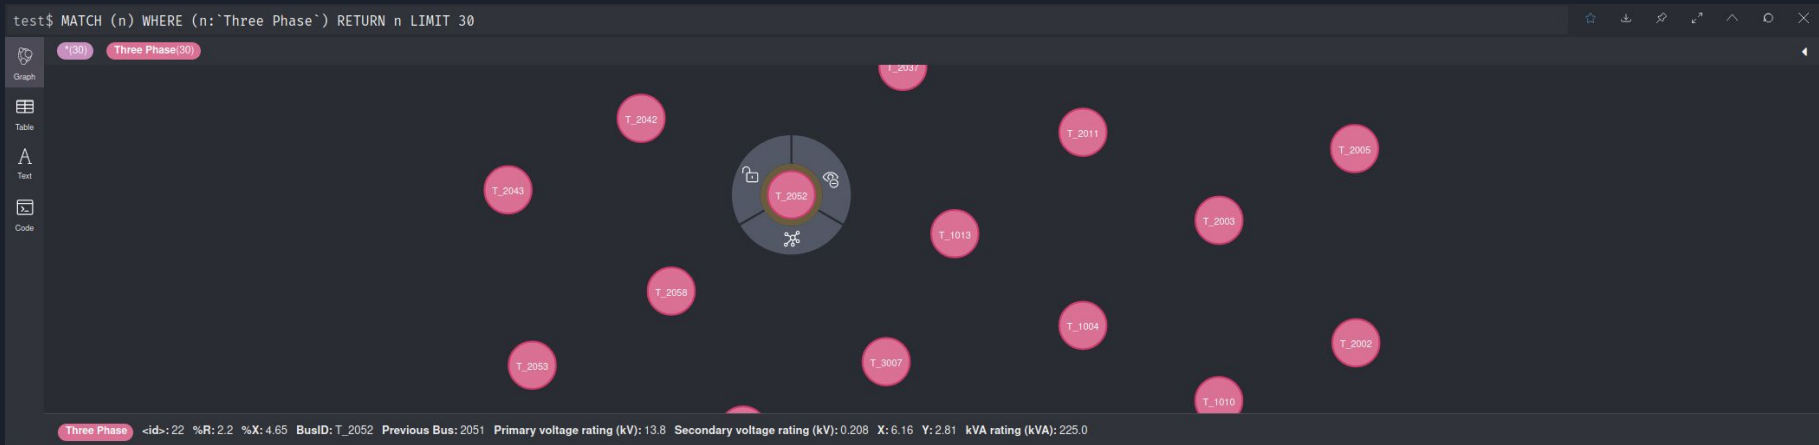 test$ MATCH (n) WHERE (n:`Three Phase`) RETURN n LIMIT 30
*(30) Three Phase(30)
Graph
Table
Text
Code
T_2037
T_2042
T_2011
T_2005
T_2043
T_2052
T_2003
T_1013
T_2058
T_1004
T_2002
T_2053
T_3007
T_1010
Three Phase <id>: 22 %R: 2.2 %X: 4.65 BusID: T_2052 Previous Bus: 2051 Primary voltage rating (kV): 13.8 Secondary voltage rating (kV): 0.208 X: 6.16 Y: 2.81 kVA rating (kVA): 225.0